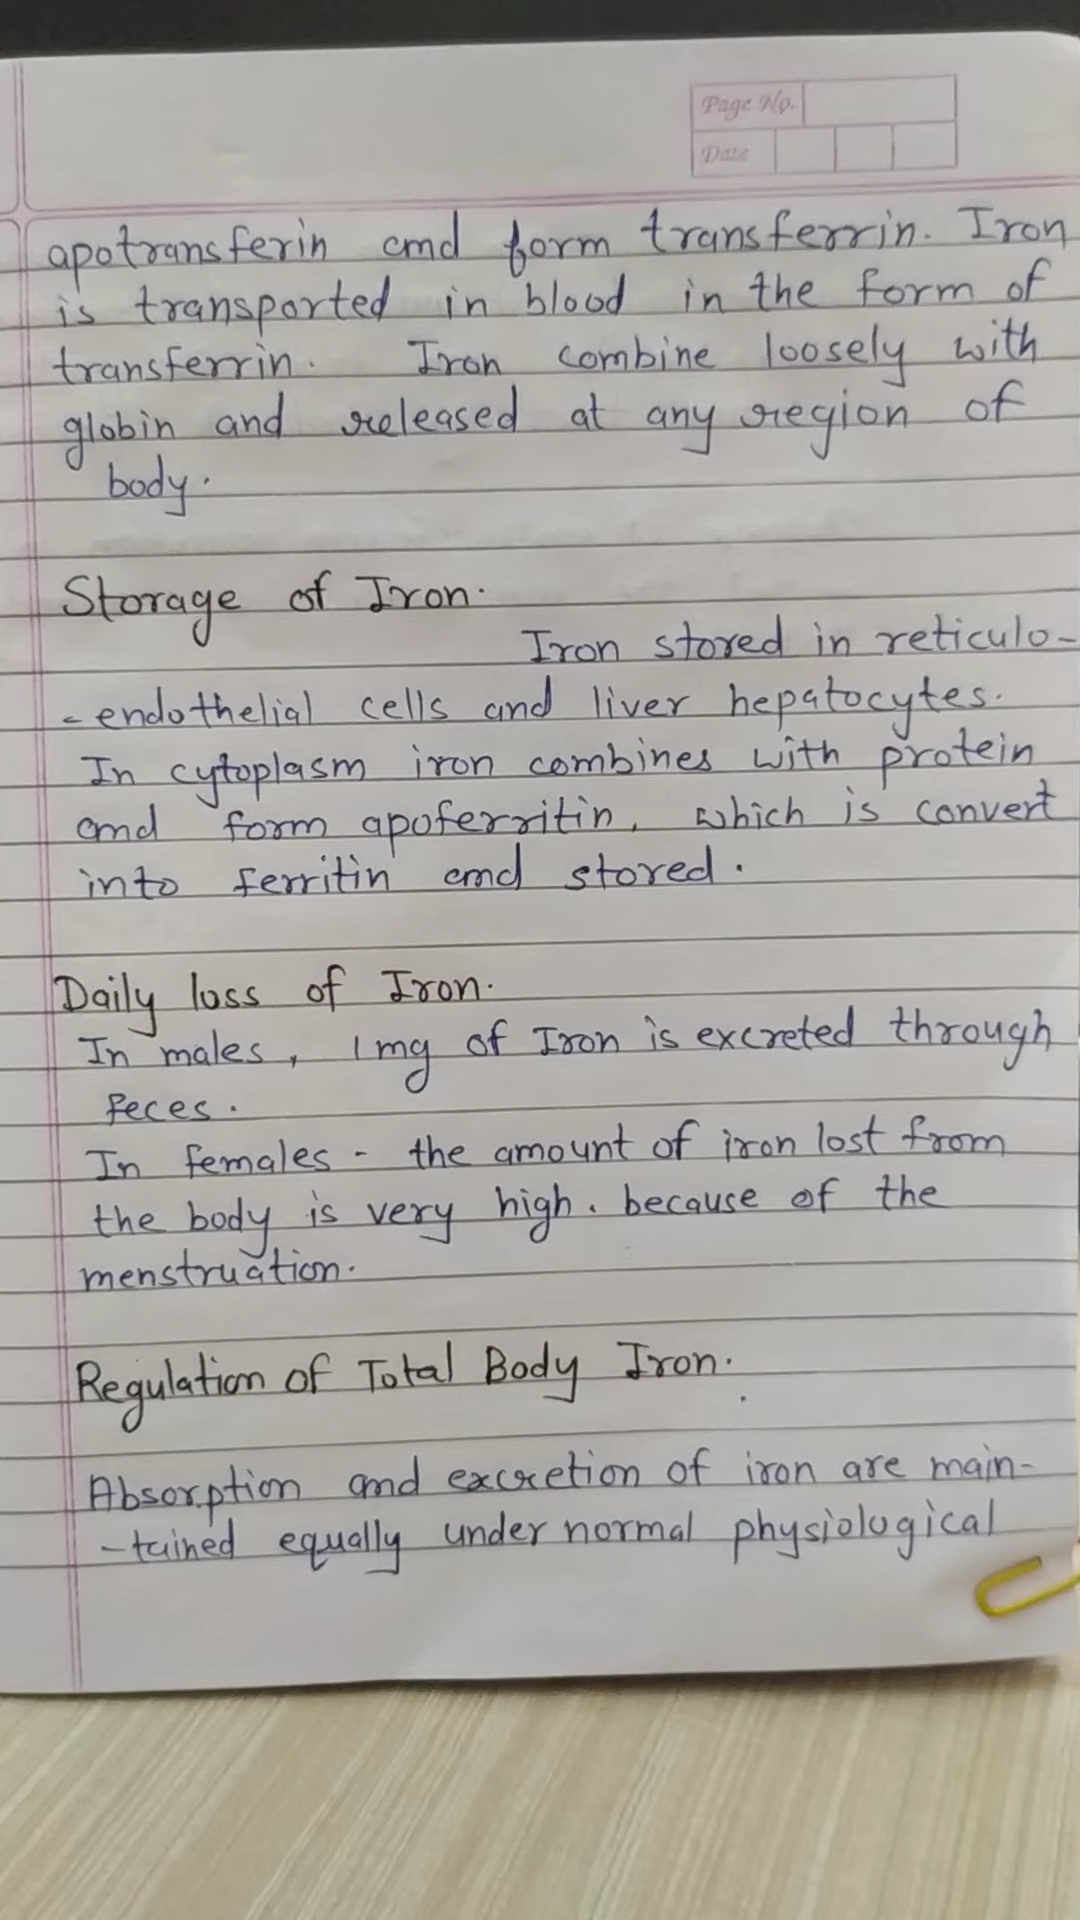 Page No.
Date
apotransferin and form transferrin. Iron
is transported in blood in the form of
transferrin. Iron combine loosely with
globin and released at any region of
body.
Storage of Iron.
Iron stored in reticulo-
-endothelial cells and liver hepatocytes.
In cytoplasm iron combines with protein
and form apoferritin, which is convert
into ferritin and stored.
Daily loss of Iron.
In males, 1mg of Iron is excreted through
feces.
In females - the amount of iron lost from
the body is very high. because of the
menstruation.
Regulation of Total Body Iron.
Absorption and excretion of iron are main-
-tained equally under normal physiological